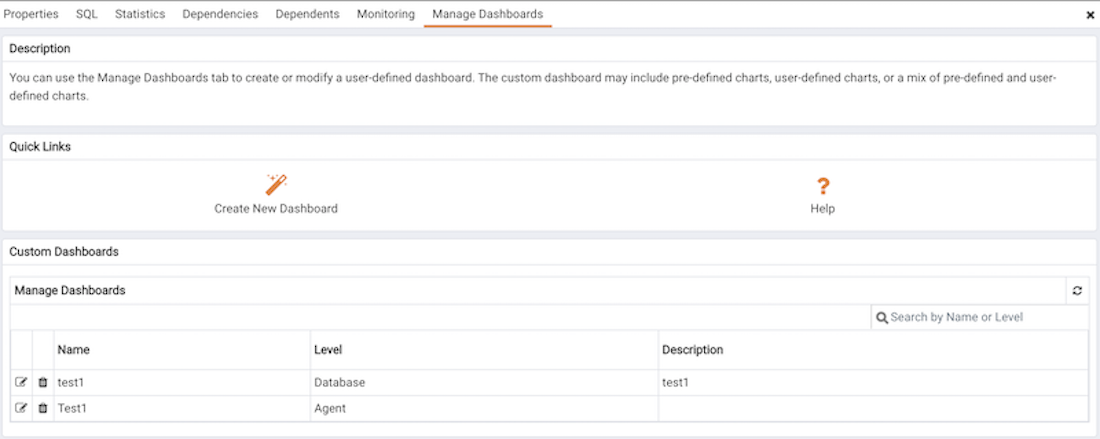 Properties SQL Statistics Dependencies Dependents Monitoring Manage Dashboards
Description
You can use the Manage Dashboards tab to create or modify a user-defined dashboard. The custom dashboard may include pre-defined charts, user-defined charts, or a mix of pre-defined and user-
defined charts.
Quick Links
Create New Dashboard Help
Custom Dashboards
Manage Dashboards
Search by Name or Level
Name Level Description
test1 Database test1
Test1 Agent